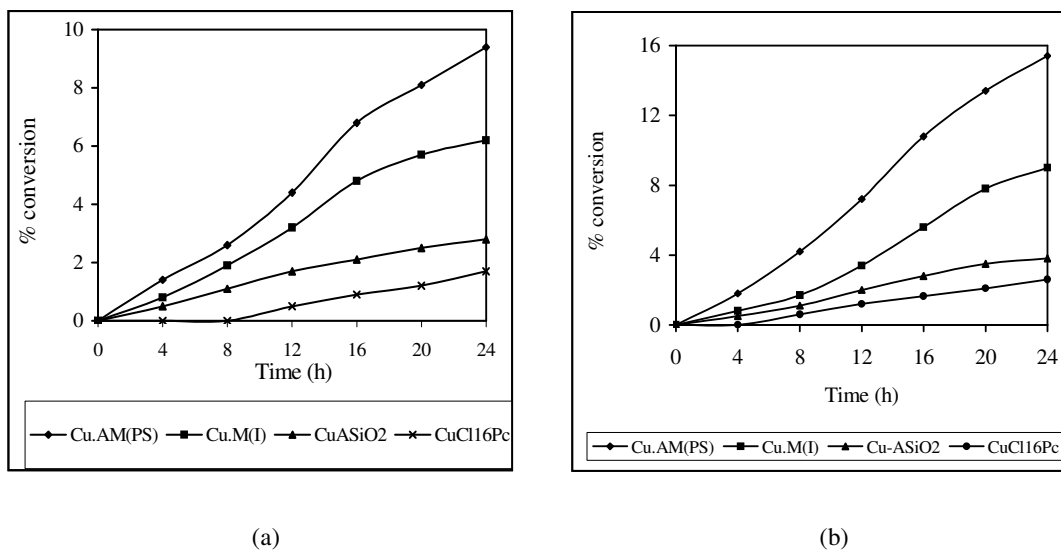 10
8
6
4
2
0
% conversion
0 4 8 12 16 20 24
Time (h)
Cu.AM(PS) Cu.M(I) CuASiO2 CuCl16Pc
(a)
16
12
8
4
0
% conversion
0 4 8 12 16 20 24
Time (h)
Cu.AM(PS) Cu.M(I) Cu-ASiO2 CuCl16Pc
(b)